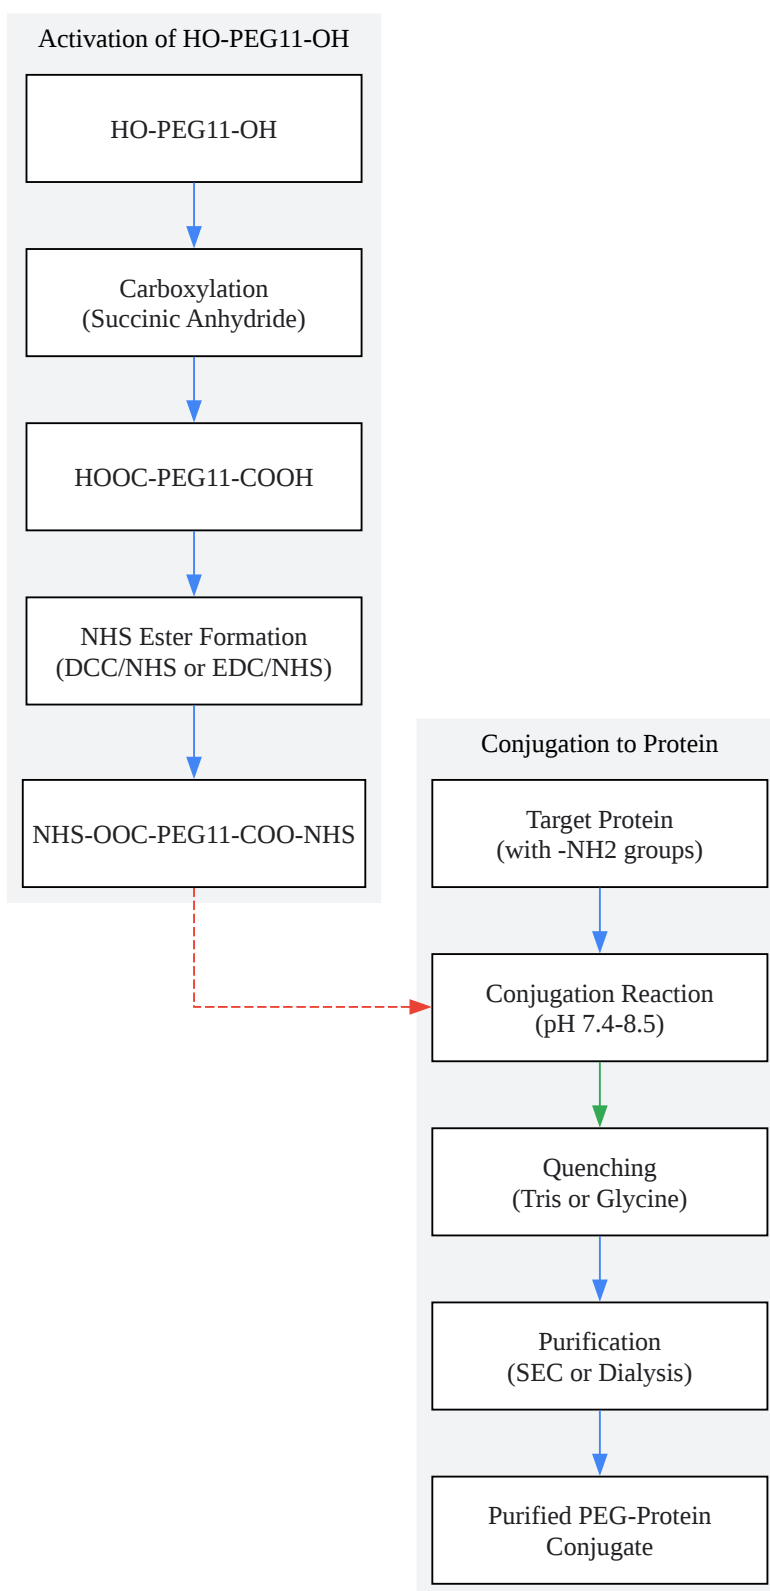 Activation of HO-PEG11-OH
HO-PEG11-OH
Carboxylation
(Succinic Anhydride)
HOOC-PEG11-COOH
NHS Ester Formation
(DCC/NHS or EDC/NHS)
NHS-OOC-PEG11-COO-NHS
Conjugation to Protein
Target Protein
(with -NH2 groups)
Conjugation Reaction
(pH 7.4-8.5)
Quenching
(Tris or Glycine)
Purification
(SEC or Dialysis)
Purified PEG-Protein
Conjugate